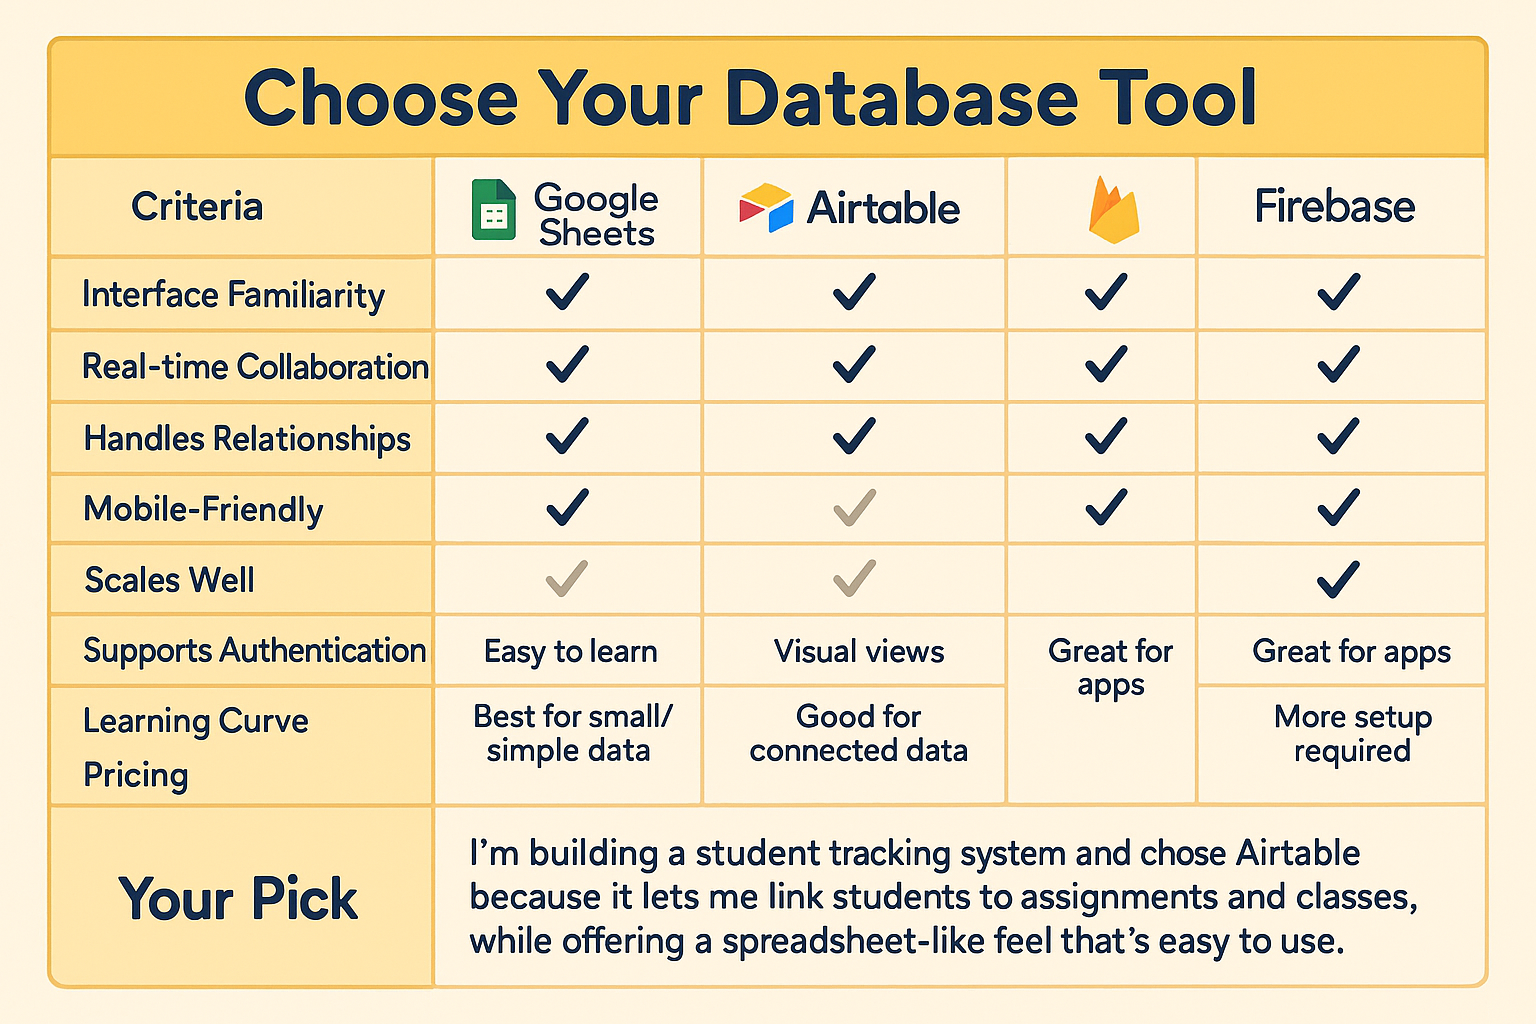 Choose Your Database Tool
Criteria
Google
Sheets
Airtable
Firebase
Interface Familiarity
Real-time Collaboration
Handles Relationships
Mobile-Friendly
Scales Well
Supports Authentication
Easy to learn
Visual views
Great for
apps
Great for apps
Learning Curve
Pricing
Best for small/
simple data
Good for
connected data
More setup
required
Your Pick
I'm building a student tracking system and chose Airtable
because it lets me link students to assignments and classes,
while offering a spreadsheet-like feel that's easy to use.